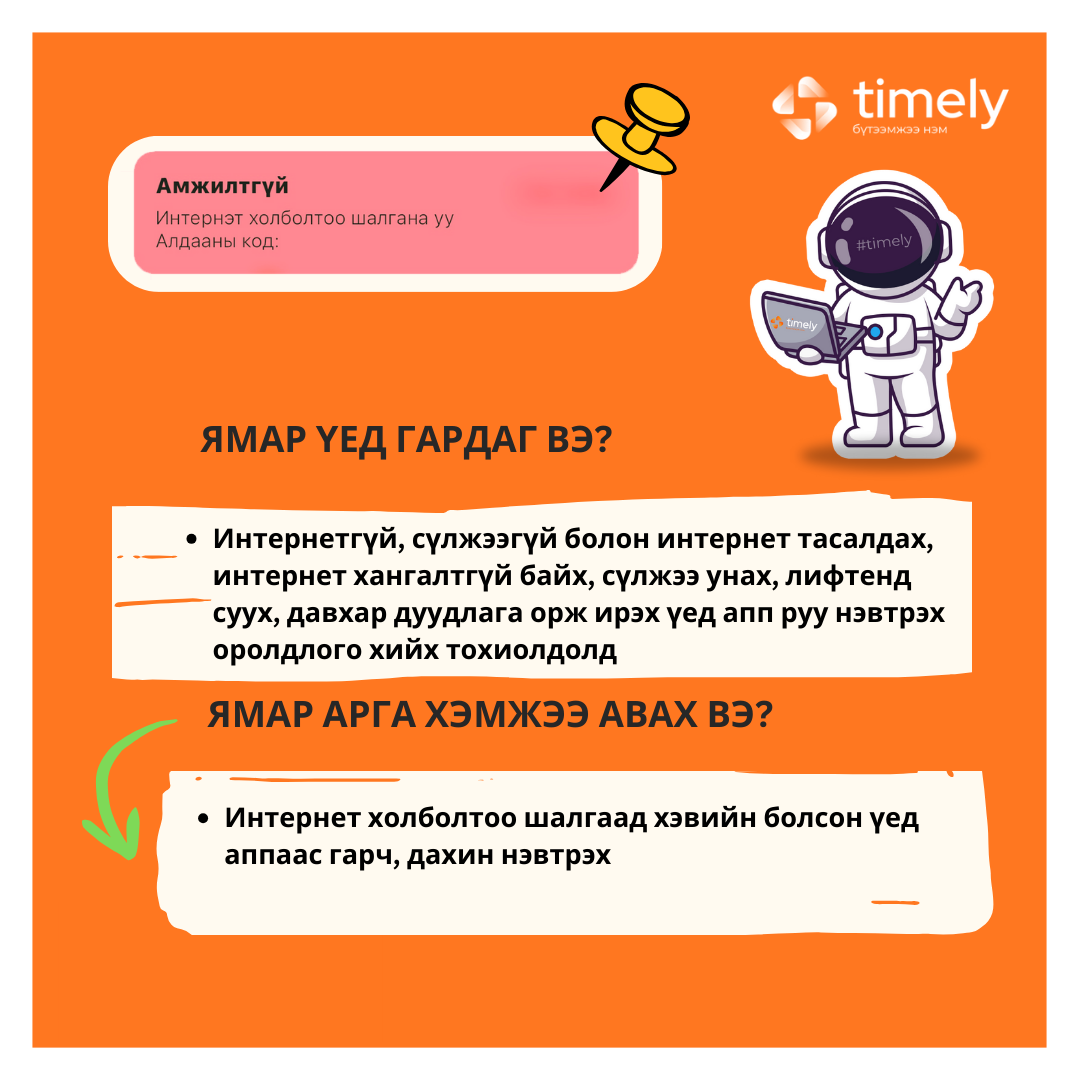 timely
бүтээмжээ нэм
Амжилтгүй
Интернэт холболтоо шалгана уу
Алдааны код:
#timely
timely
ЯМАР ҮЕД ГАРДАГ ВЭ?
• Интернетгүй, сүлжээгүй болон интернет тасалдах,
интернет хангалтгүй байх, сүлжээ унах, лифтенд
суух, давхар дуудлага орж ирэх үед апп руу нэвтрэх
оролдлого хийх тохиолдолд
ЯМАР АРГА ХЭМЖЭЭ АВАХ ВЭ?
• Интернет холболтоо шалгаад хэвийн болсон үед
аппаас гарч, дахин нэвтрэх